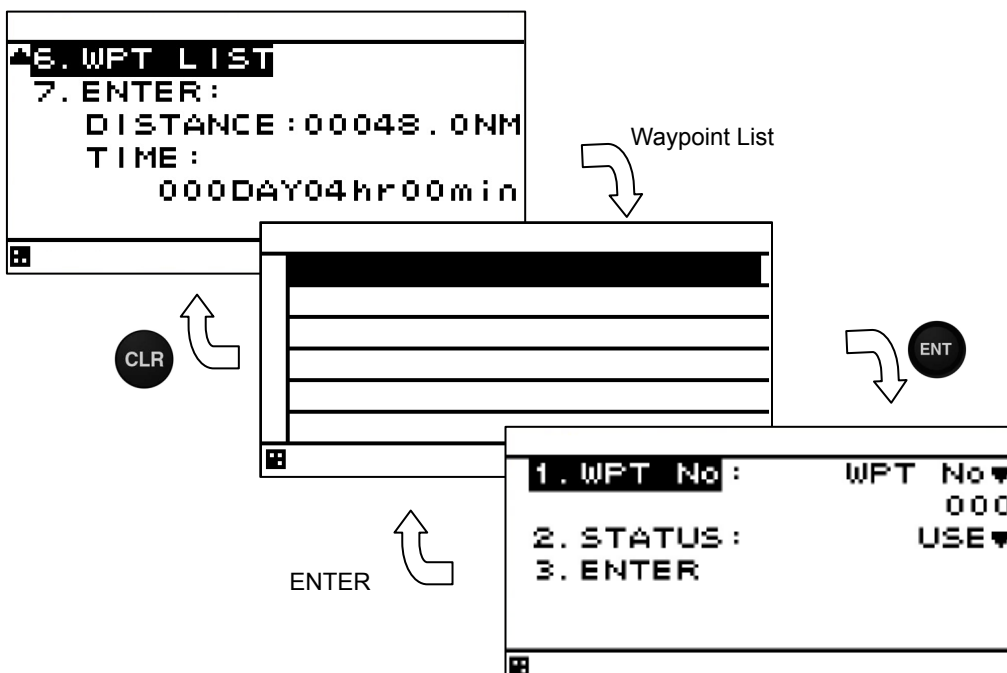 6.WPT LIST
7.ENTER:
DISTANCE:00048.0NM
TIME:
000DAY04hr00min
Waypoint List
CLR
ENT
1.WPT No: WPT No▼
000
2.STATUS: USE▼
3.ENTER
ENTER